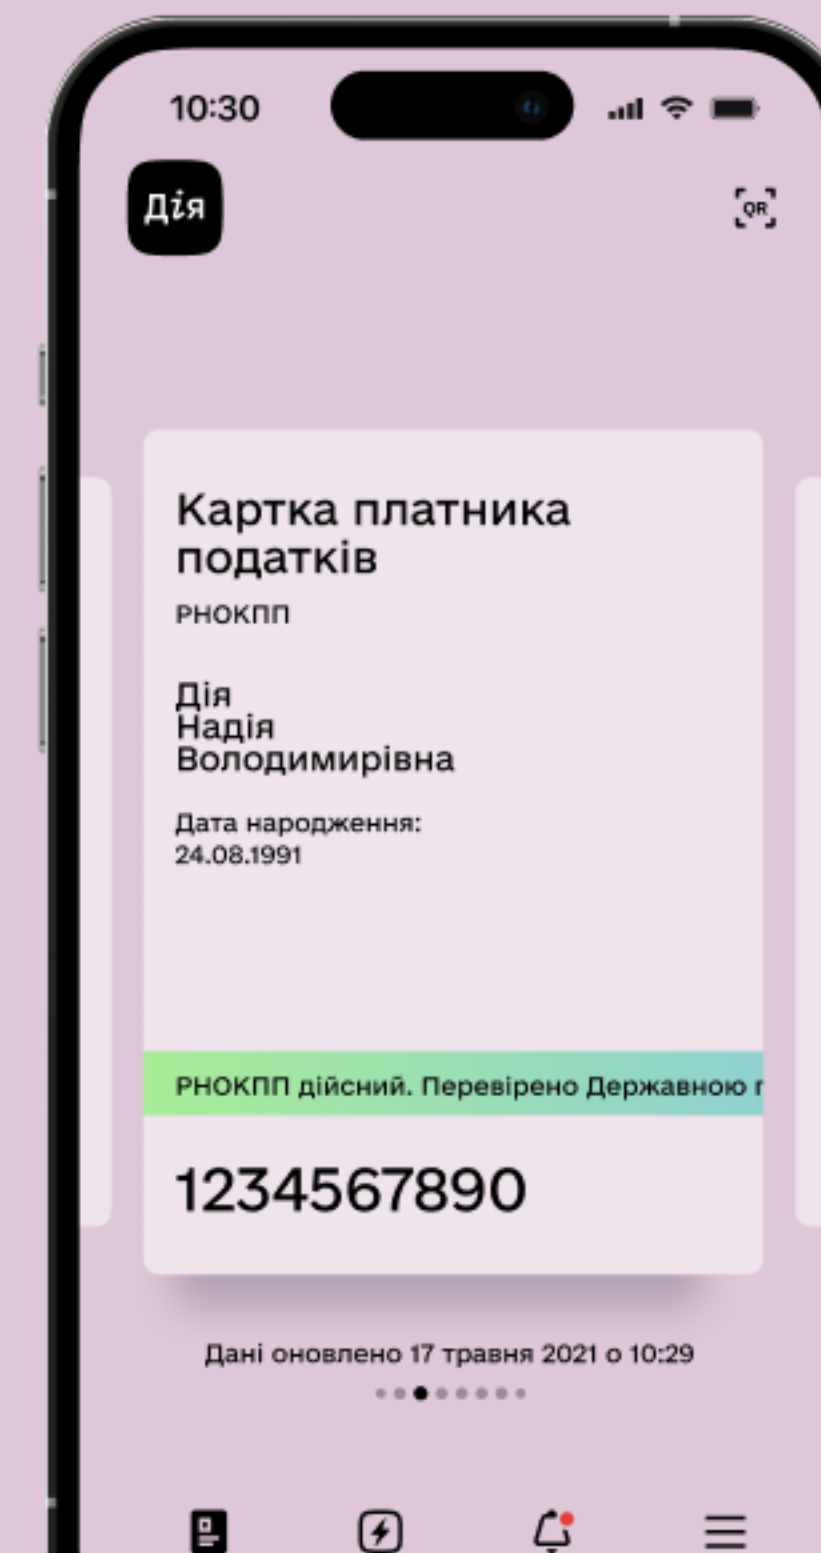 10:30
Дія
QR
Картка платника
податків
РНОКПП
Дія
Надія
Володимирівна
Дата народження:
24.08.1991
РНОКПП дійсний. Перевірено Державною
1234567890
Дані оновлено 17 травня 2021 о 10:29